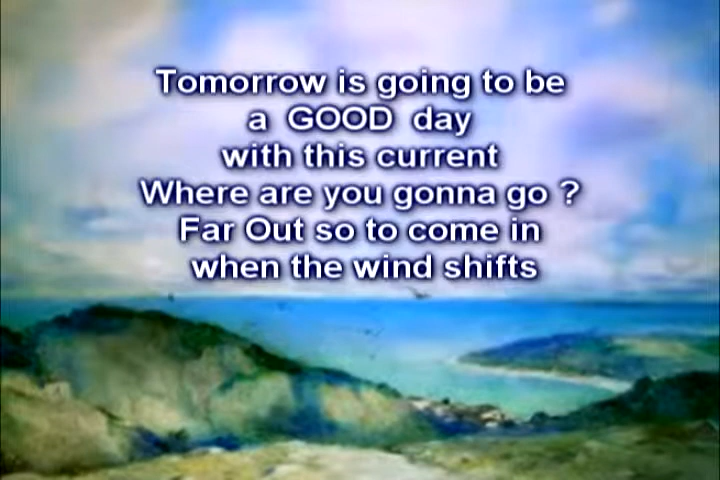 Tomorrow is going to be
a GOOD day
with this current
Where are you gonna go ?
Far Out so to come in
when the wind shifts